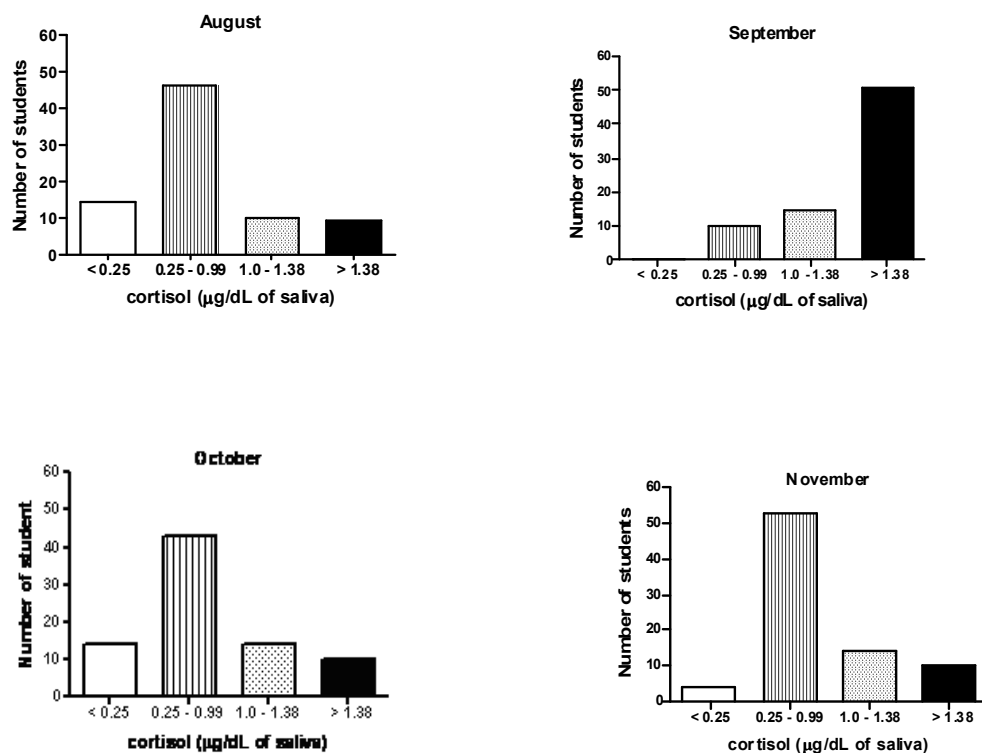 August
Number of students
60
50
40
30
20
10
0
< 0.25 0.25 - 0.99 1.0 - 1.38 > 1.38
cortisol (µg/dL of saliva)
September
Number of students
60
50
40
30
20
10
0
< 0.25 0.25 - 0.99 1.0 - 1.38 > 1.38
cortisol (µg/dL of saliva)
October
Number of student
60
50
40
30
20
10
0
< 0.25 0.25 - 0.99 1.0 - 1.38 > 1.38
cortisol (µg/dL of saliva)
November
Number of students
60
50
40
30
20
10
0
< 0.25 0.25 - 0.99 1.0 - 1.38 > 1.38
cortisol (µg/dL of saliva)